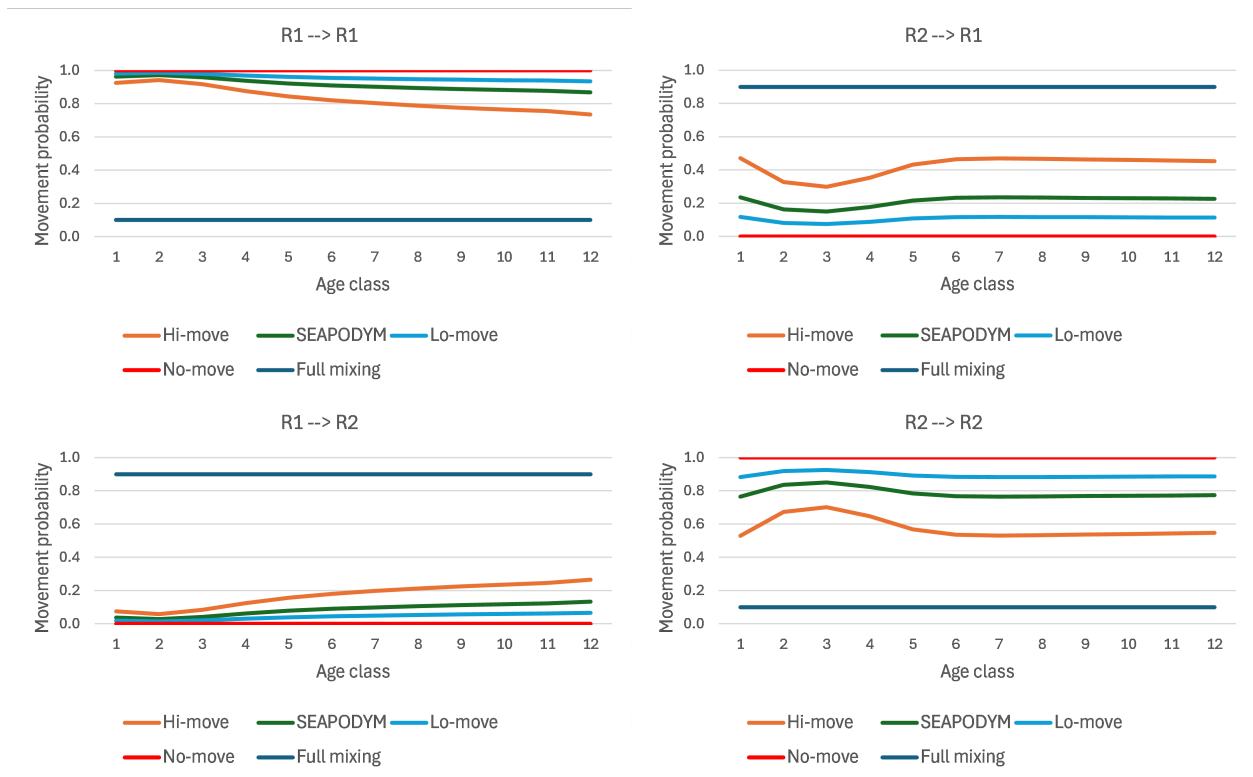 R1 --> R1
Movement probability
1.0
0.8
0.6
0.4
0.2
0.0
1 2 3 4 5 6 7 8 9 10 11 12
Age class
Hi-move SEAPODYM Lo-move
No-move Full mixing
R2 --> R1
Movement probability
1.0
0.8
0.6
0.4
0.2
0.0
1 2 3 4 5 6 7 8 9 10 11 12
Age class
Hi-move SEAPODYM Lo-move
No-move Full mixing
R1 --> R2
Movement probability
1.0
0.8
0.6
0.4
0.2
0.0
1 2 3 4 5 6 7 8 9 10 11 12
Age class
Hi-move SEAPODYM Lo-move
No-move Full mixing
R2 --> R2
Movement probability
1.0
0.8
0.6
0.4
0.2
0.0
1 2 3 4 5 6 7 8 9 10 11 12
Age class
Hi-move SEAPODYM Lo-move
No-move Full mixing